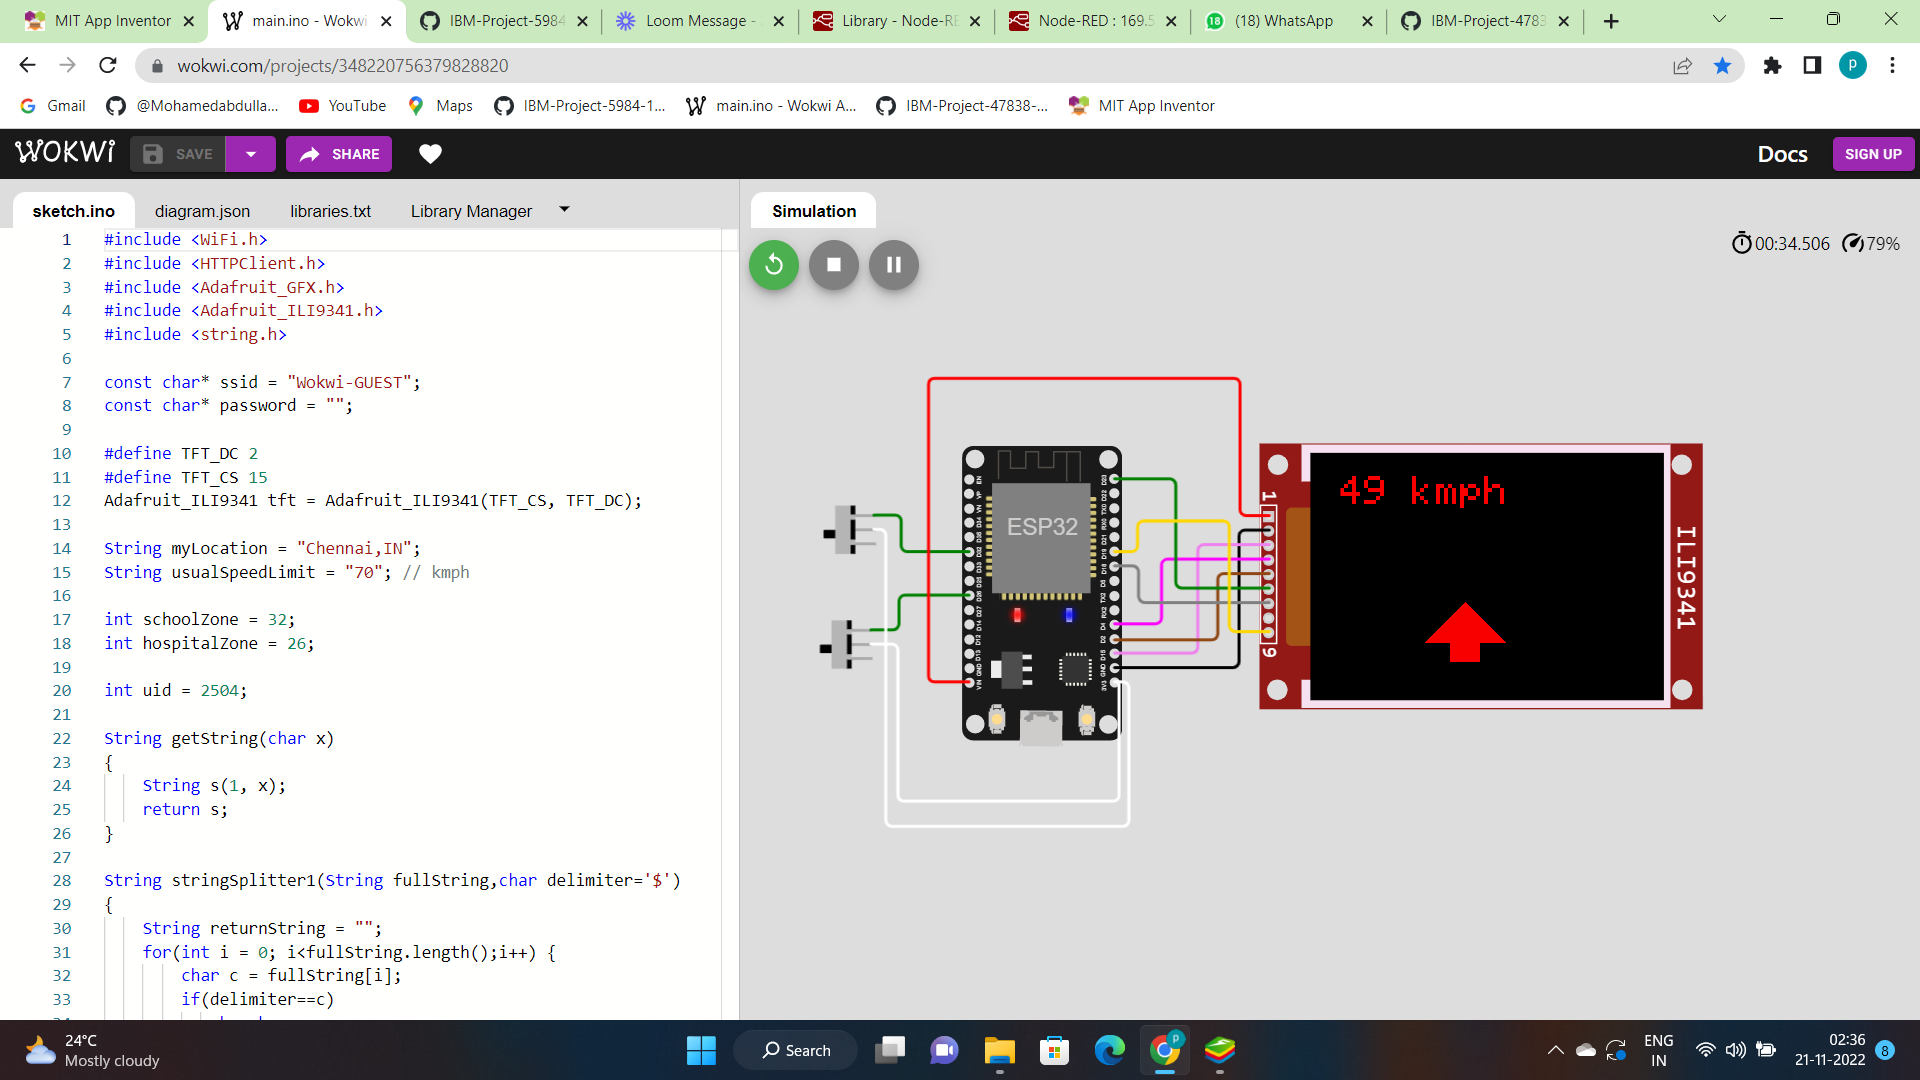 MIT App Inventor
main.ino - Wokwi
IBM-Project-5984
Loom Message -
Library - Node-RE
Node-RED : 169.5
(18) WhatsApp
IBM-Project-4783
wokwi.com/projects/348220756379828820
P
Gmail
@Mohamedabdulla...
YouTube
Maps
IBM-Project-5984-1...
main.ino - Wokwi A...
IBM-Project-47838-...
MIT App Inventor
WOKWi
SAVE
SHARE
Docs
SIGN UP
sketch.ino
diagram.json
libraries.txt
Library Manager
Simulation
00:34.506
79%
1 #include <WiFi.h>
2 #include <HTTPClient.h>
3 #include <Adafruit_GFX.h>
4 #include <Adafruit_ILI9341.h>
5 #include <string.h>
6
7 const char* ssid = "Wokwi-GUEST";
8 const char* password = "";
9
10 #define TFT_DC 2
11 #define TFT_CS 15
12 Adafruit_ILI9341 tft = Adafruit_ILI9341(TFT_CS, TFT_DC);
13
14 String myLocation = "Chennai,IN";
15 String usualSpeedLimit = "70"; // kmph
16
17 int schoolZone = 32;
18 int hospitalZone = 26;
19
20 int uid = 2504;
21
22 String getString(char x)
23 {
24 String s(1, x);
25 return s;
26 }
27
28 String stringSplitter1(String fullString,char delimiter='$')
29 {
30 String returnString = "";
31 for(int i = 0; i<fullString.length();i++) {
32 char c = fullString[i];
33 if(delimiter==c)
ESP32
49 kmph
1
9
ILI9341
24°C
Mostly cloudy
Search
ENG
IN
02:36
21-11-2022
8